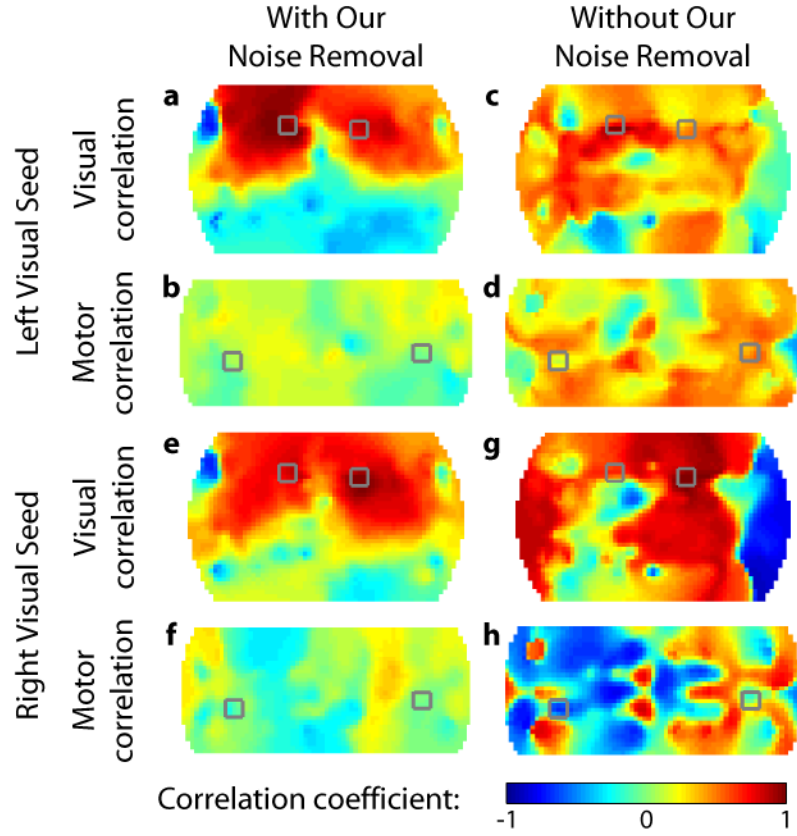 With Our
Noise Removal
Without Our
Noise Removal
Left Visual Seed
Visual
correlation
a
c
Motor
correlation
b
d
Right Visual Seed
Visual
correlation
e
g
Motor
correlation
f
h
Correlation coefficient:
-1
0
1